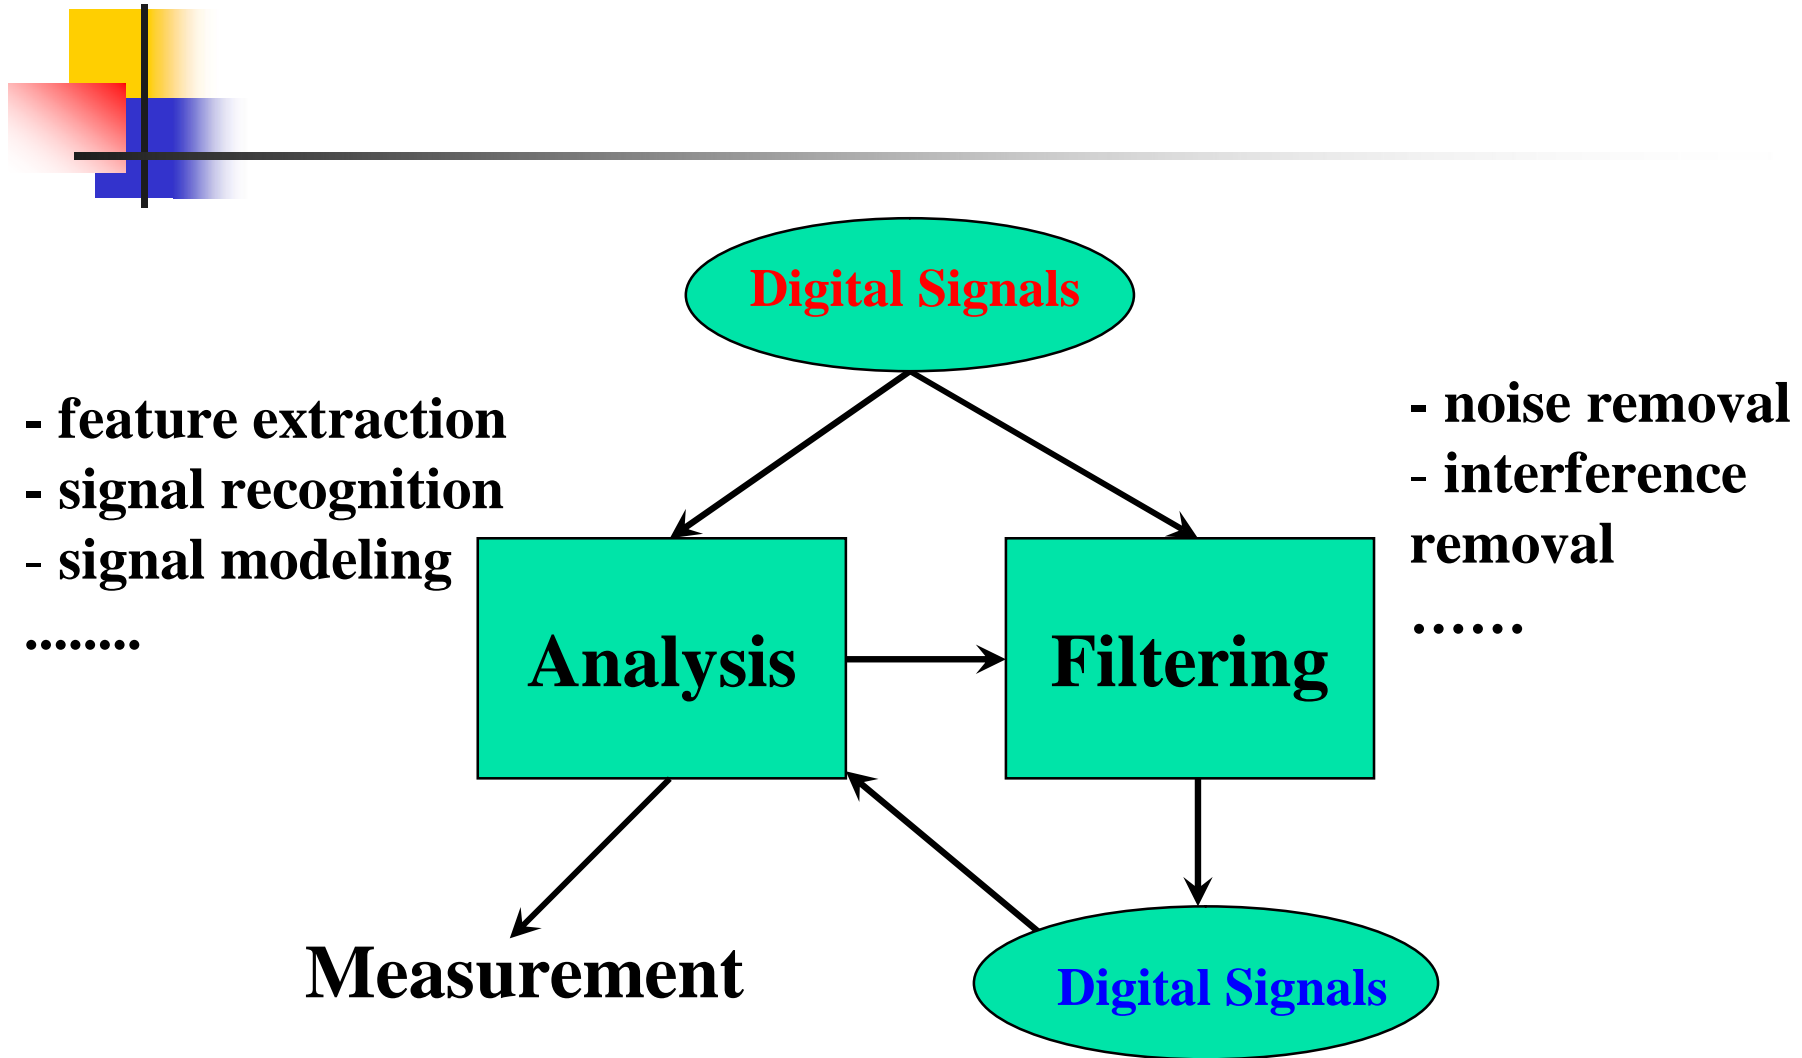 Digital Signals
- feature extraction
- signal recognition
- signal modeling
........
- noise removal
- interference
removal
……
Analysis
Filtering
Measurement
Digital Signals